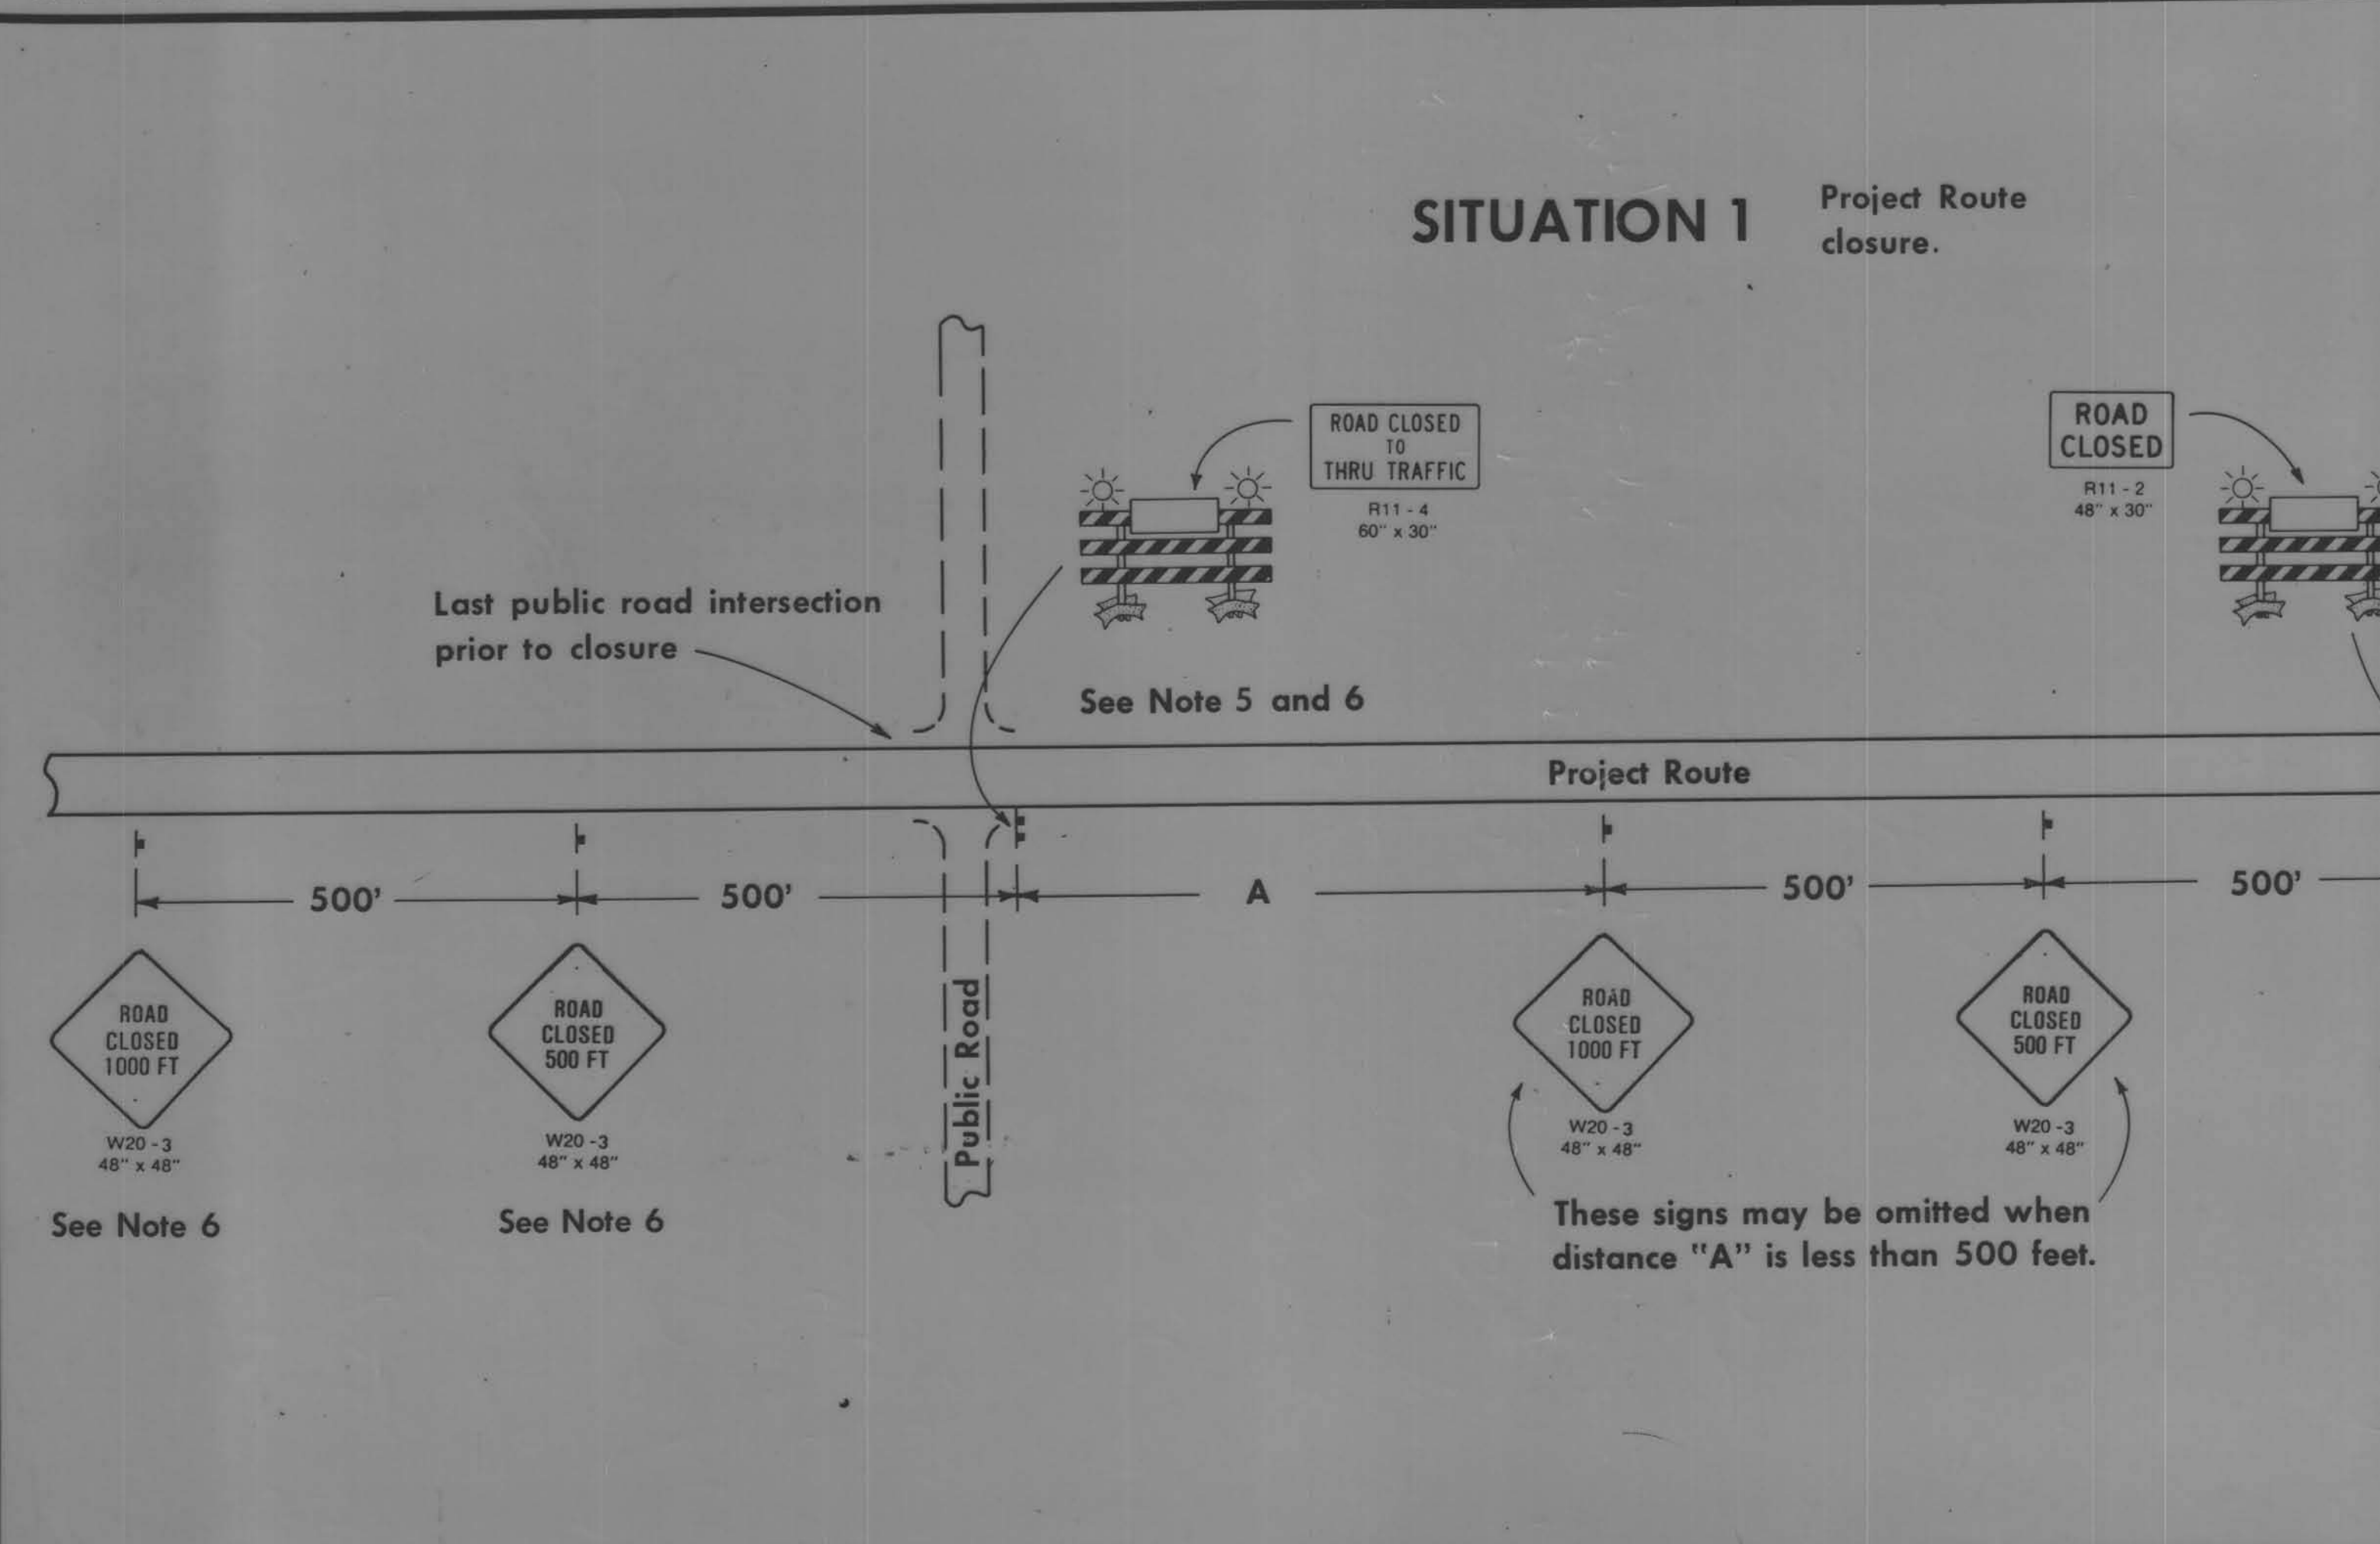 SITUATION 1
Project Route
closure.
ROAD CLOSED
TO
THRU TRAFFIC
R11 - 4
60" x 30"
ROAD
CLOSED
R11 - 2
48" x 30"
Last public road intersection
prior to closure
See Note 5 and 6
Project Route
500'
500'
A
500'
500'
ROAD
CLOSED
1000 FT
W20 - 3
48" x 48"
See Note 6
ROAD
CLOSED
500 FT
W20 - 3
48" x 48"
See Note 6
Public Road
ROAD
CLOSED
1000 FT
W20 - 3
48" x 48"
ROAD
CLOSED
500 FT
W20 - 3
48" x 48"
These signs may be omitted when
distance "A" is less than 500 feet.